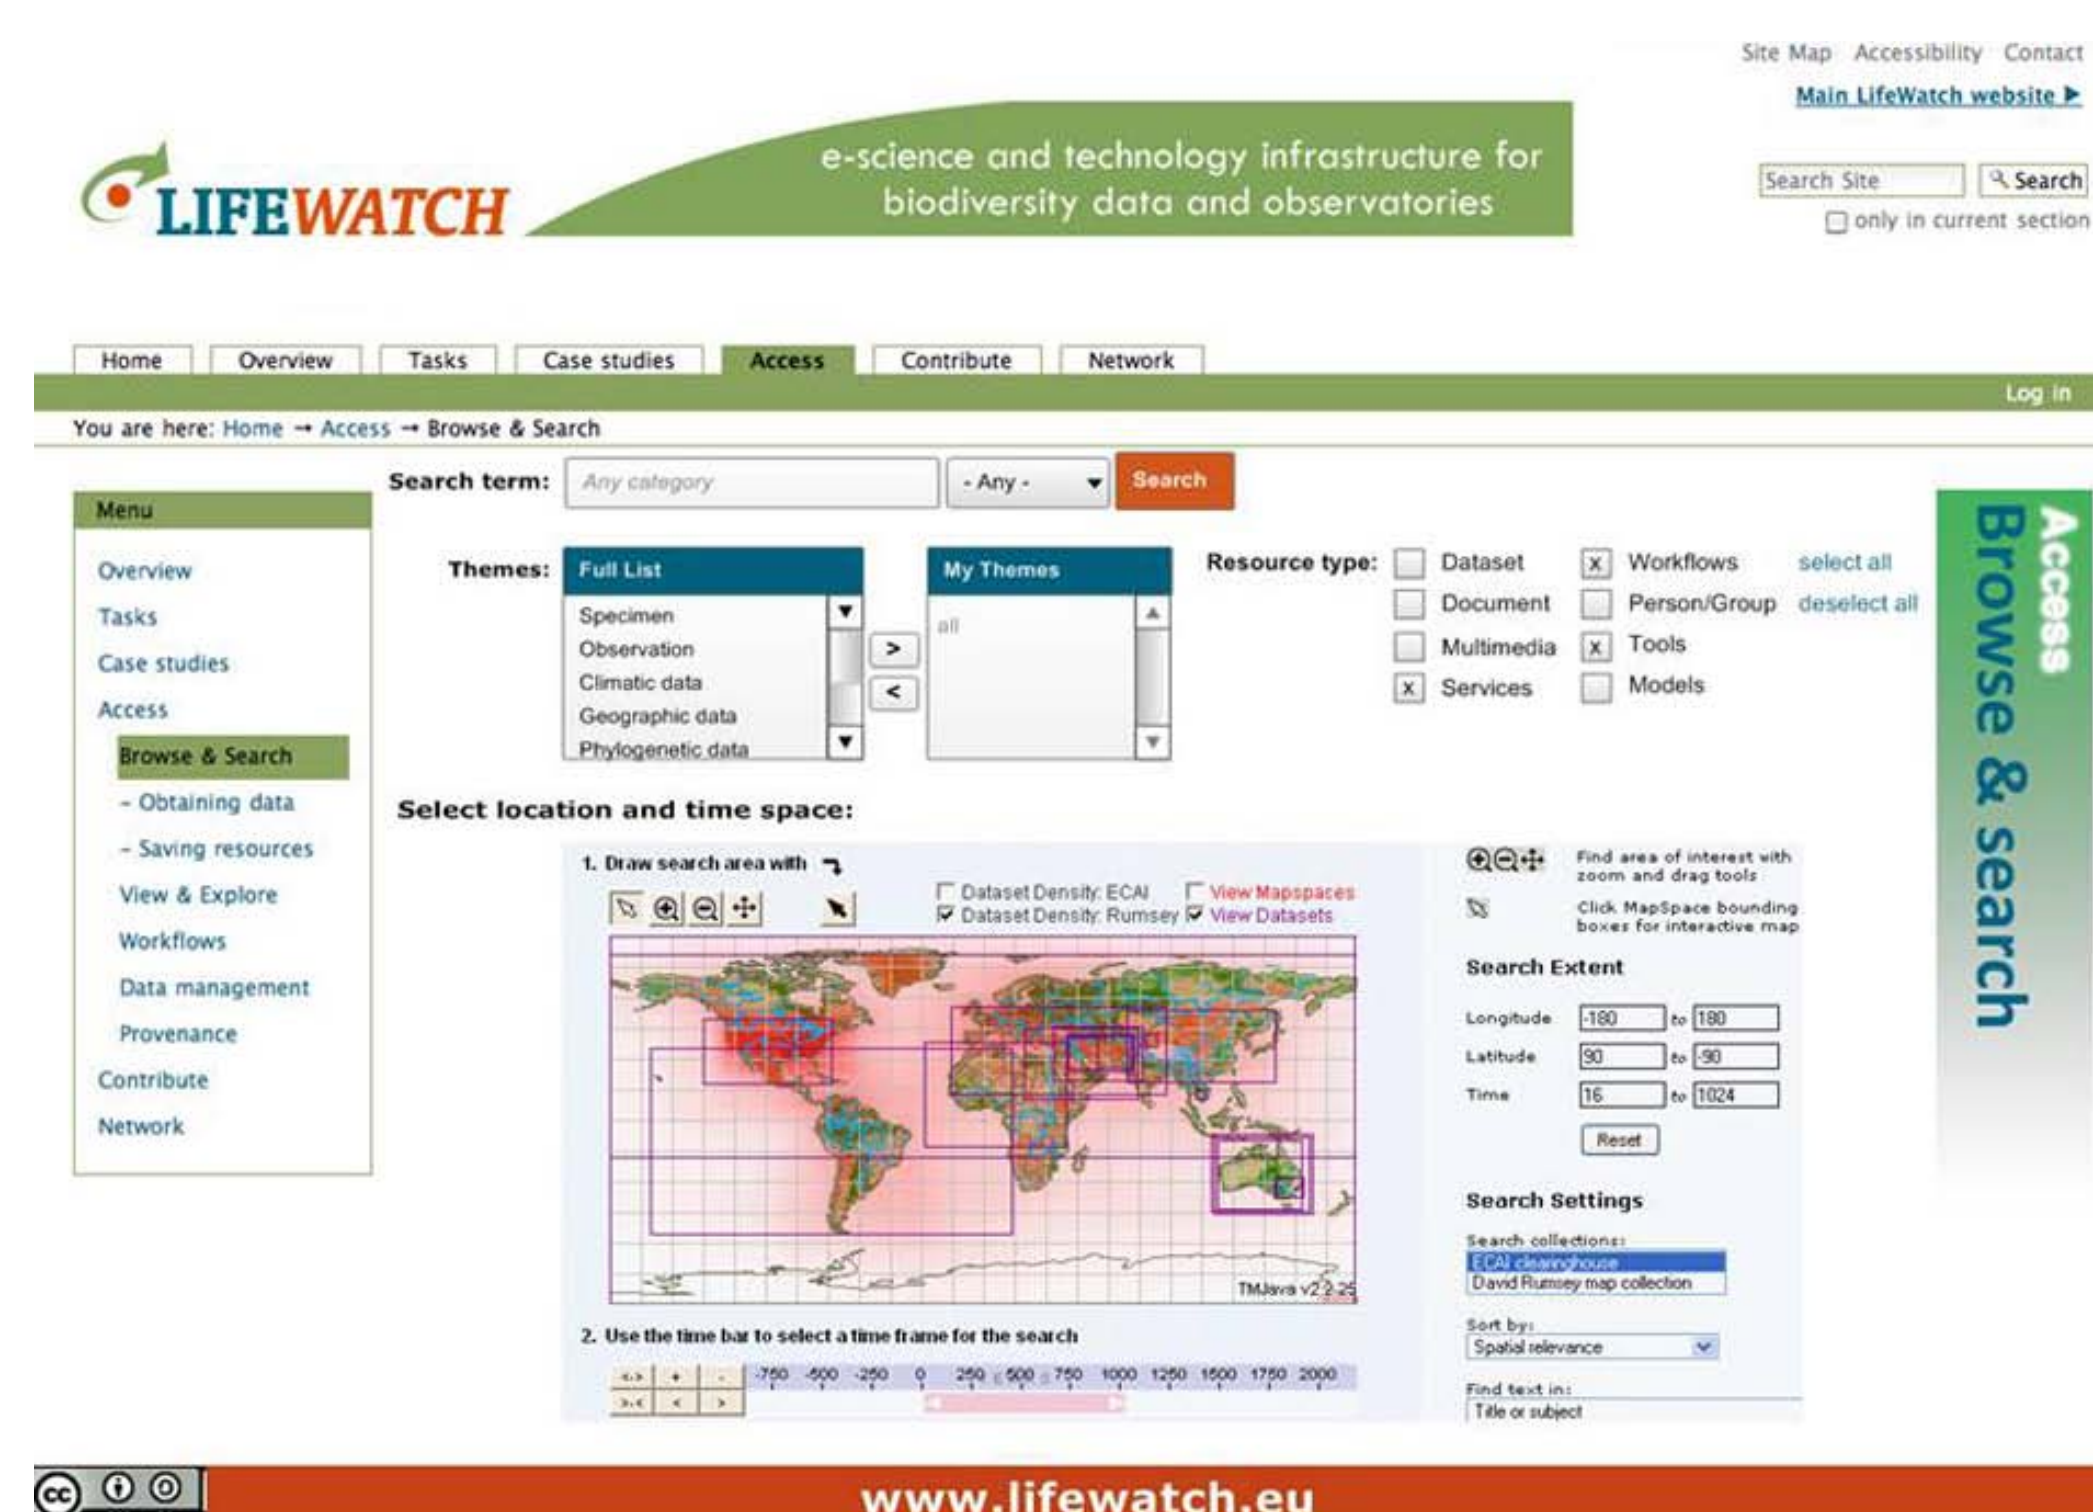 Site Map Accessibility Contact
Main LifeWatch website ▶
LIFEWATCH
e-science and technology infrastructure for
biodiversity data and observatories
Search Site
Search
only in current section
Home Overview Tasks Case studies Access Contribute Network
Log in
You are here: Home → Access → Browse & Search
Search term: Any category - Any - Search
Menu
Overview
Tasks
Case studies
Access
Browse & Search
- Obtaining data
- Saving resources
View & Explore
Workflows
Data management
Provenance
Contribute
Network
Themes:
Full List
Specimen
Observation
Climatic data
Geographic data
Phylogenetic data
>
<
My Themes
all
Resource type:
Dataset x Workflows select all
Document Person/Group deselect all
Multimedia x Tools
x Services Models
Access
Browse & search
Select location and time space:
1. Draw search area with
Dataset Density: ECAI View Mapspaces
Dataset Density: Rumsey View Datasets
TMJava v2.2.25
2. Use the time bar to select a time frame for the search
<·> + -
>·< < >
-750 -500 -250 0 250 500 750 1000 1250 1500 1750 2000
Find area of interest with
zoom and drag tools
Click MapSpace bounding
boxes for interactive map
Search Extent
Longitude -180 to 180
Latitude 90 to -90
Time 16 to 1024
Reset
Search Settings
Search collections:
ECAI clearinghouse
David Rumsey map collection
Sort by:
Spatial relevance
Find text in:
Title or subject
cc
www.lifewatch.eu